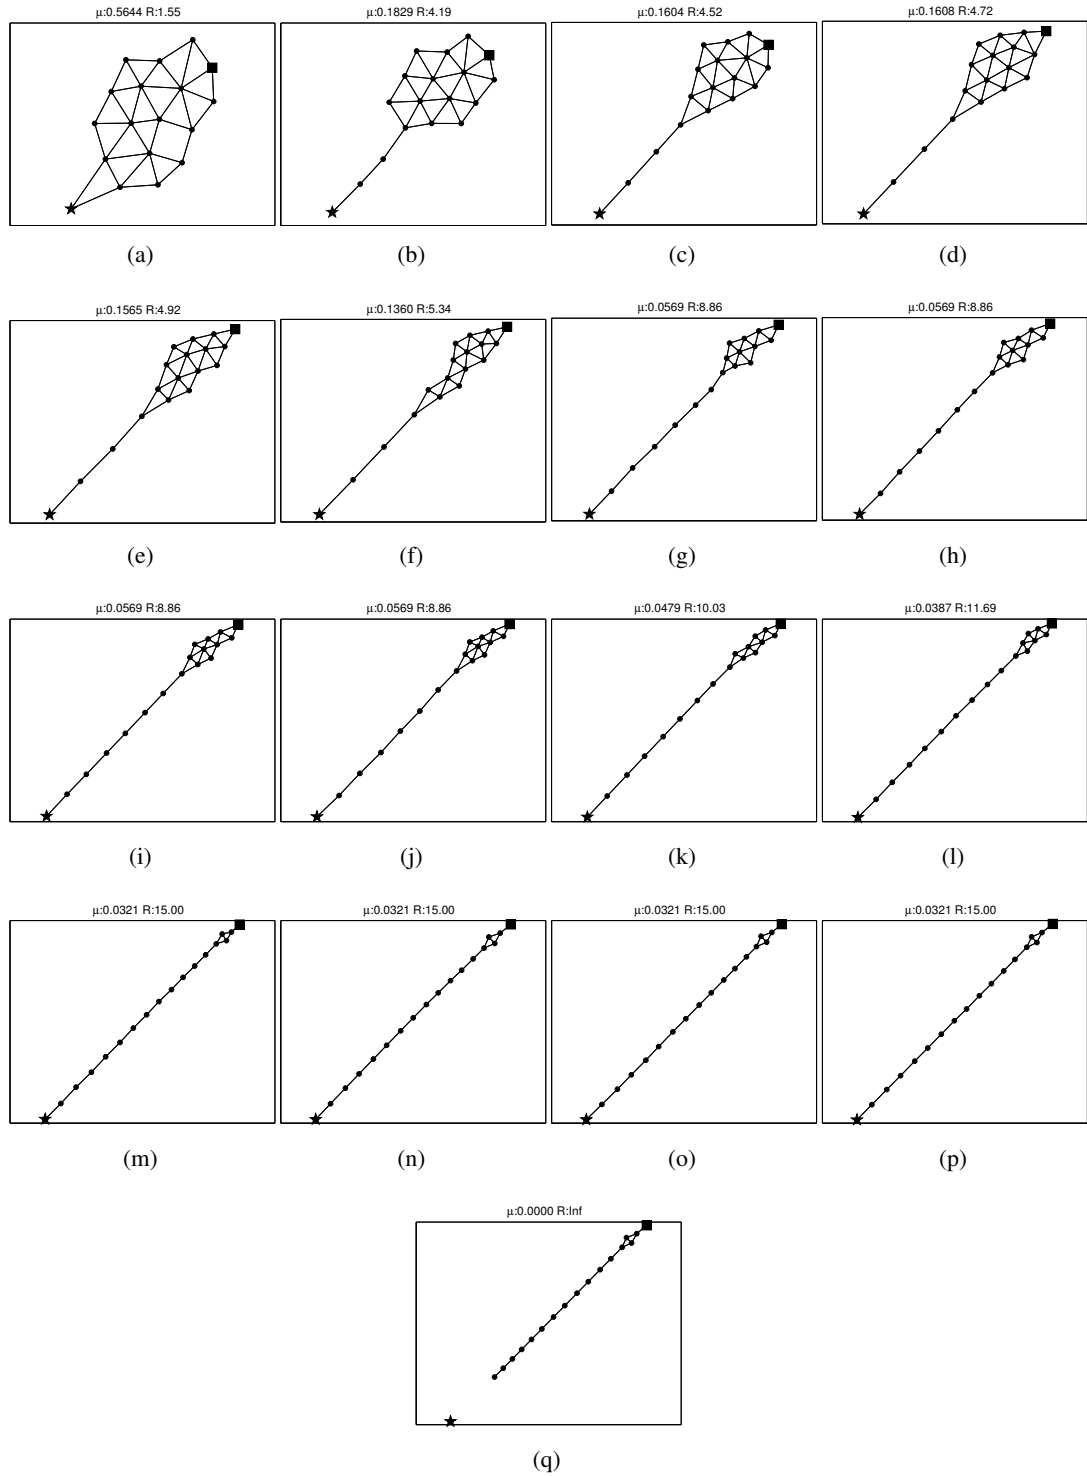 μ:0.5644 R:1.55 μ:0.1829 R:4.19 μ:0.1604 R:4.52 μ:0.1608 R:4.72
(a) (b) (c) (d)
μ:0.1565 R:4.92 μ:0.1360 R:5.34 μ:0.0569 R:8.86 μ:0.0569 R:8.86
(e) (f) (g) (h)
μ:0.0569 R:8.86 μ:0.0569 R:8.86 μ:0.0479 R:10.03 μ:0.0387 R:11.69
(i) (j) (k) (l)
μ:0.0321 R:15.00 μ:0.0321 R:15.00 μ:0.0321 R:15.00 μ:0.0321 R:15.00
(m) (n) (o) (p)
μ:0.0000 R:Inf
(q)